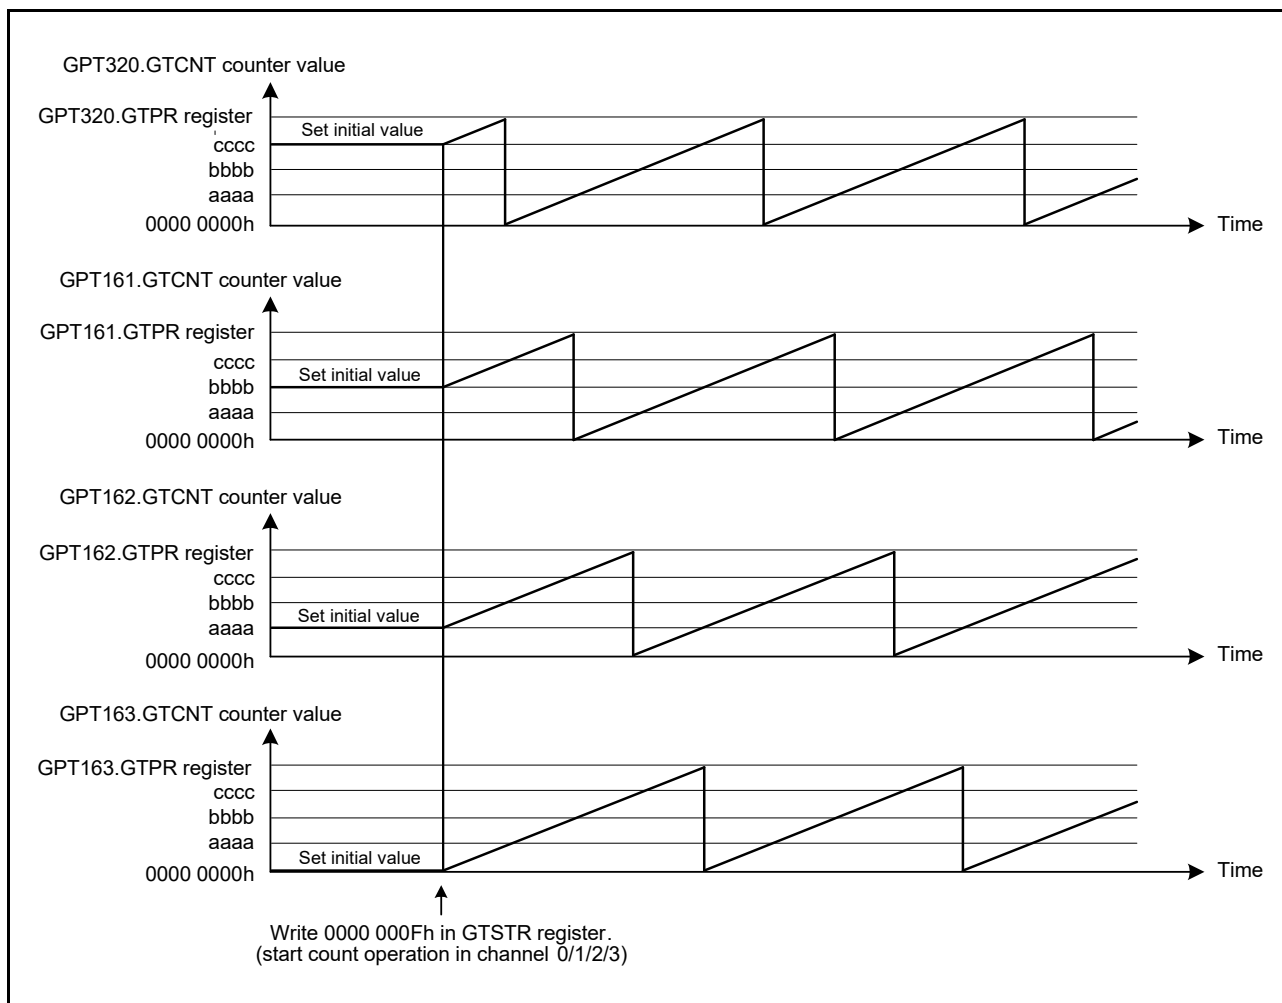 GPT320.GTCNT counter value
GPT320.GTPR register
Set initial value
cccc
bbbb
aaaa
0000 0000h
Time
GPT161.GTCNT counter value
GPT161.GTPR register
cccc
Set initial value
bbbb
aaaa
0000 0000h
Time
GPT162.GTCNT counter value
GPT162.GTPR register
cccc
bbbb
Set initial value
aaaa
0000 0000h
Time
GPT163.GTCNT counter value
GPT163.GTPR register
cccc
bbbb
aaaa
Set initial value
0000 0000h
Time
Write 0000 000Fh in GTSTR register.
(start count operation in channel 0/1/2/3)